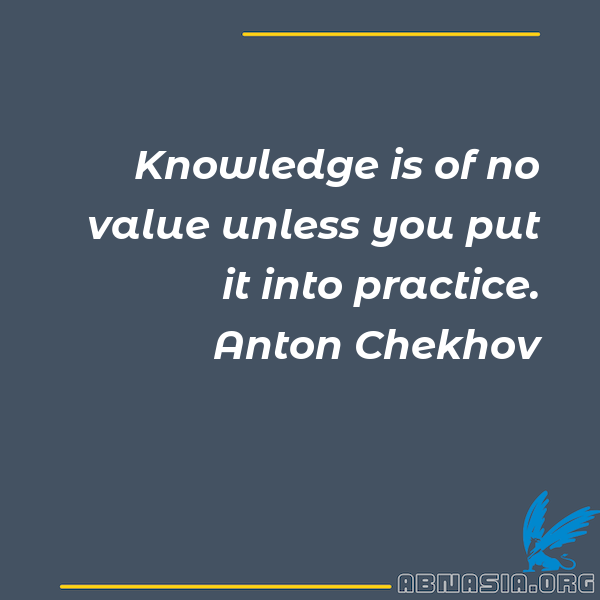 Knowledge is of no
value unless you put
it into practice.
Anton Chekhov
ABNASIA.ORG